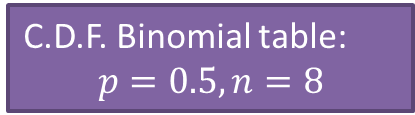 C.D.F. Binomial table:
p = 0.5, n = 8